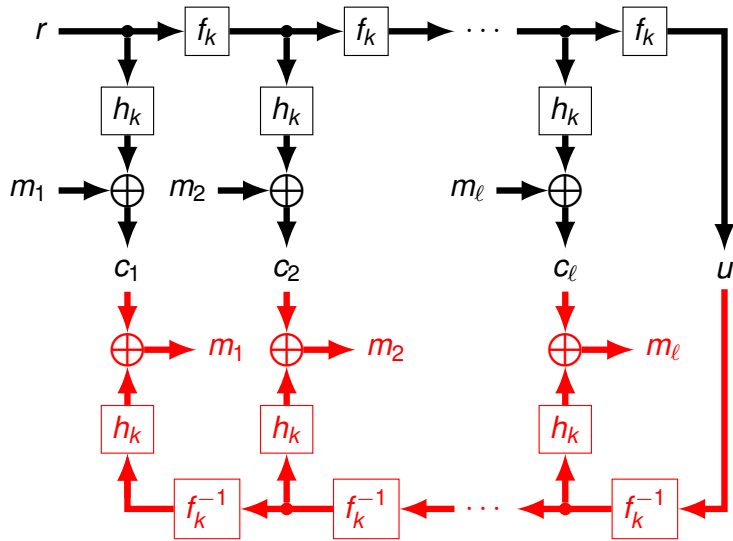 r f_k f_k ⋯ f_k
h_k h_k h_k
m_1 m_2 m_ℓ
c_1 c_2 c_ℓ u
m_1 m_2 m_ℓ
h_k h_k h_k
f_k^{-1} f_k^{-1} ⋯ f_k^{-1}